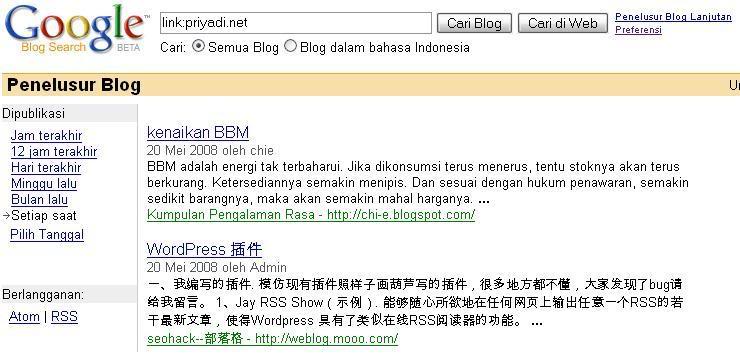 Google™
Blog Search BETA
link:priyadi.net
Cari Blog
Cari di Web
Penelusur Blog Lanjutan
Preferensi
Cari: Semua Blog Blog dalam bahasa Indonesia
Penelusur Blog
Dipublikasi
Jam terakhir
12 jam terakhir
Hari terakhir
Minggu lalu
Bulan lalu
→Setiap saat
Pilih Tanggal
Berlangganan:
Atom | RSS
kenaikan BBM
20 Mei 2008 oleh chie
BBM adalah energi tak terbaharui. Jika dikonsumsi terus menerus, tentu stoknya akan terus
berkurang. Ketersediannya semakin menipis. Dan sesuai dengan hukum penawaran, semakin
sedikit barangnya, maka akan semakin mahal harganya. ...
Kumpulan Pengalaman Rasa - http://chi-e.blogspot.com/
WordPress 插件
20 Mei 2008 oleh Admin
一、我编写的插件. 模仿现有插件照样子画葫芦写的插件，很多地方都不懂，大家发现了bug请
给我留言。 1、Jay RSS Show（示例）. 能够随心所欲地在任何网页上输出任意一个RSS的若
干最新文章，使得Wordpress 具有了类似在线RSS阅读器的功能。 ...
seohack--部落格 - http://weblog.mooo.com/